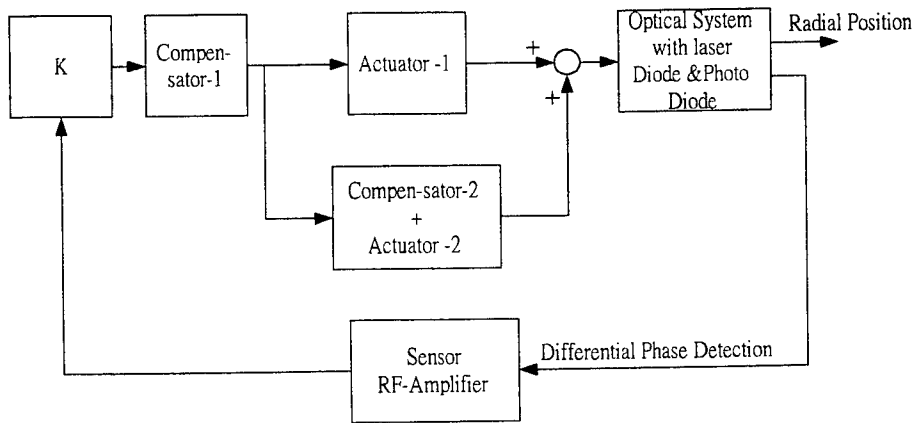 K
Compen-
sator-1
Actuator -1
+
+
Optical System
with laser
Diode &Photo
Diode
Radial Position
Compen-sator-2
+
Actuator -2
Sensor
RF-Amplifier
Differential Phase Detection